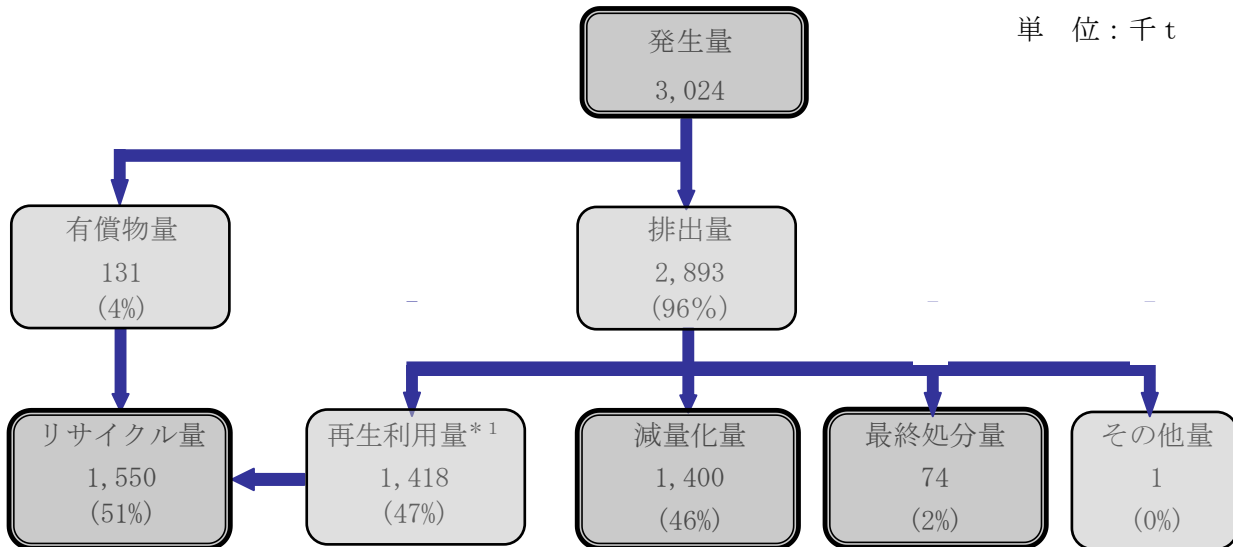 単 位：千ｔ
発生量
3,024
有償物量
131
(4%)
排出量
2,893
(96%)
リサイクル量
1,550
(51%)
再生利用量*1
1,418
(47%)
減量化量
1,400
(46%)
最終処分量
74
(2%)
その他量
1
(0%)